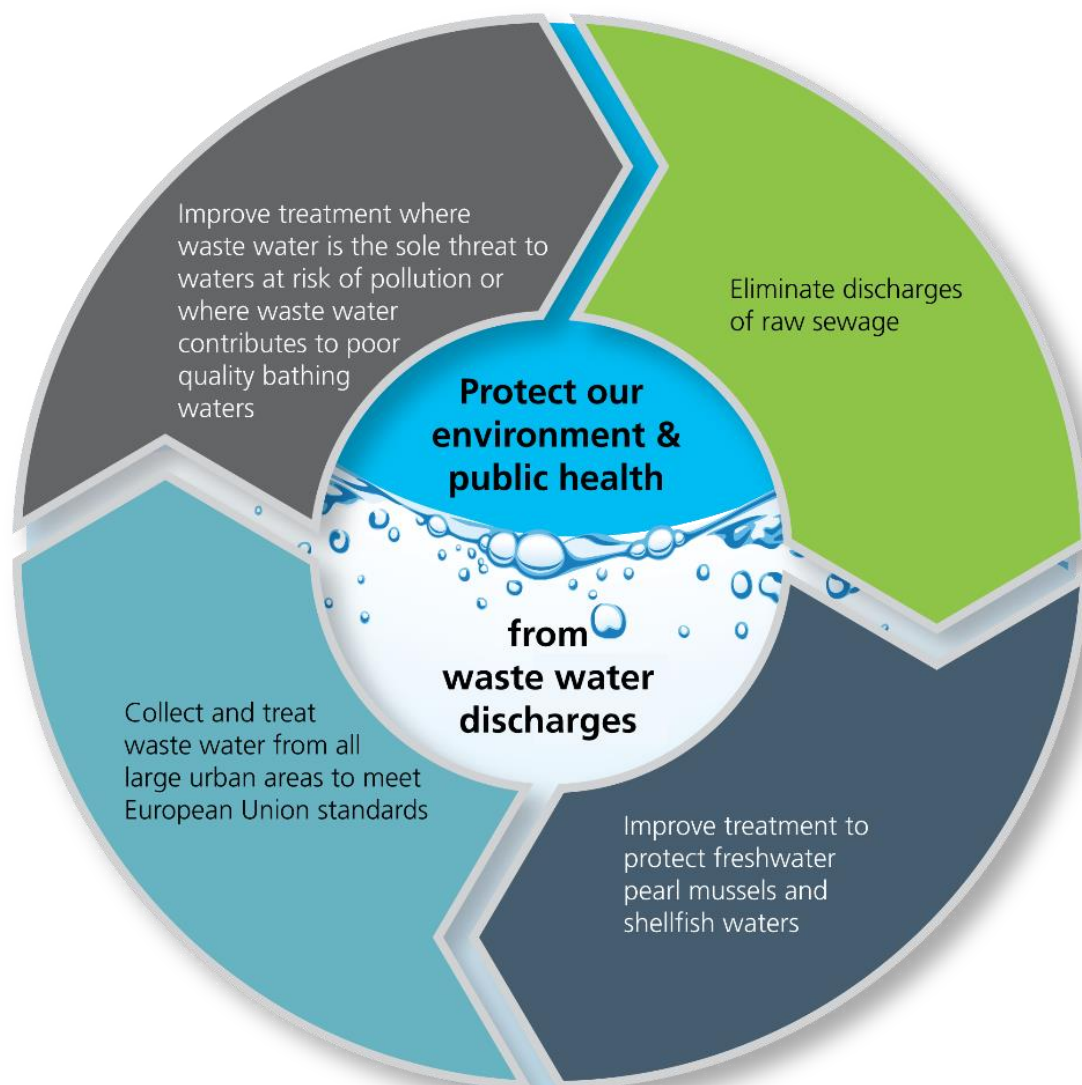 Improve treatment where
waste water is the sole threat to
waters at risk of pollution or
where waste water
contributes to poor
quality bathing
waters
Eliminate discharges
of raw sewage
Protect our
environment &
public health
from
waste water
discharges
Collect and treat
waste water from all
large urban areas to meet
European Union standards
Improve treatment to
protect freshwater
pearl mussels and
shellfish waters